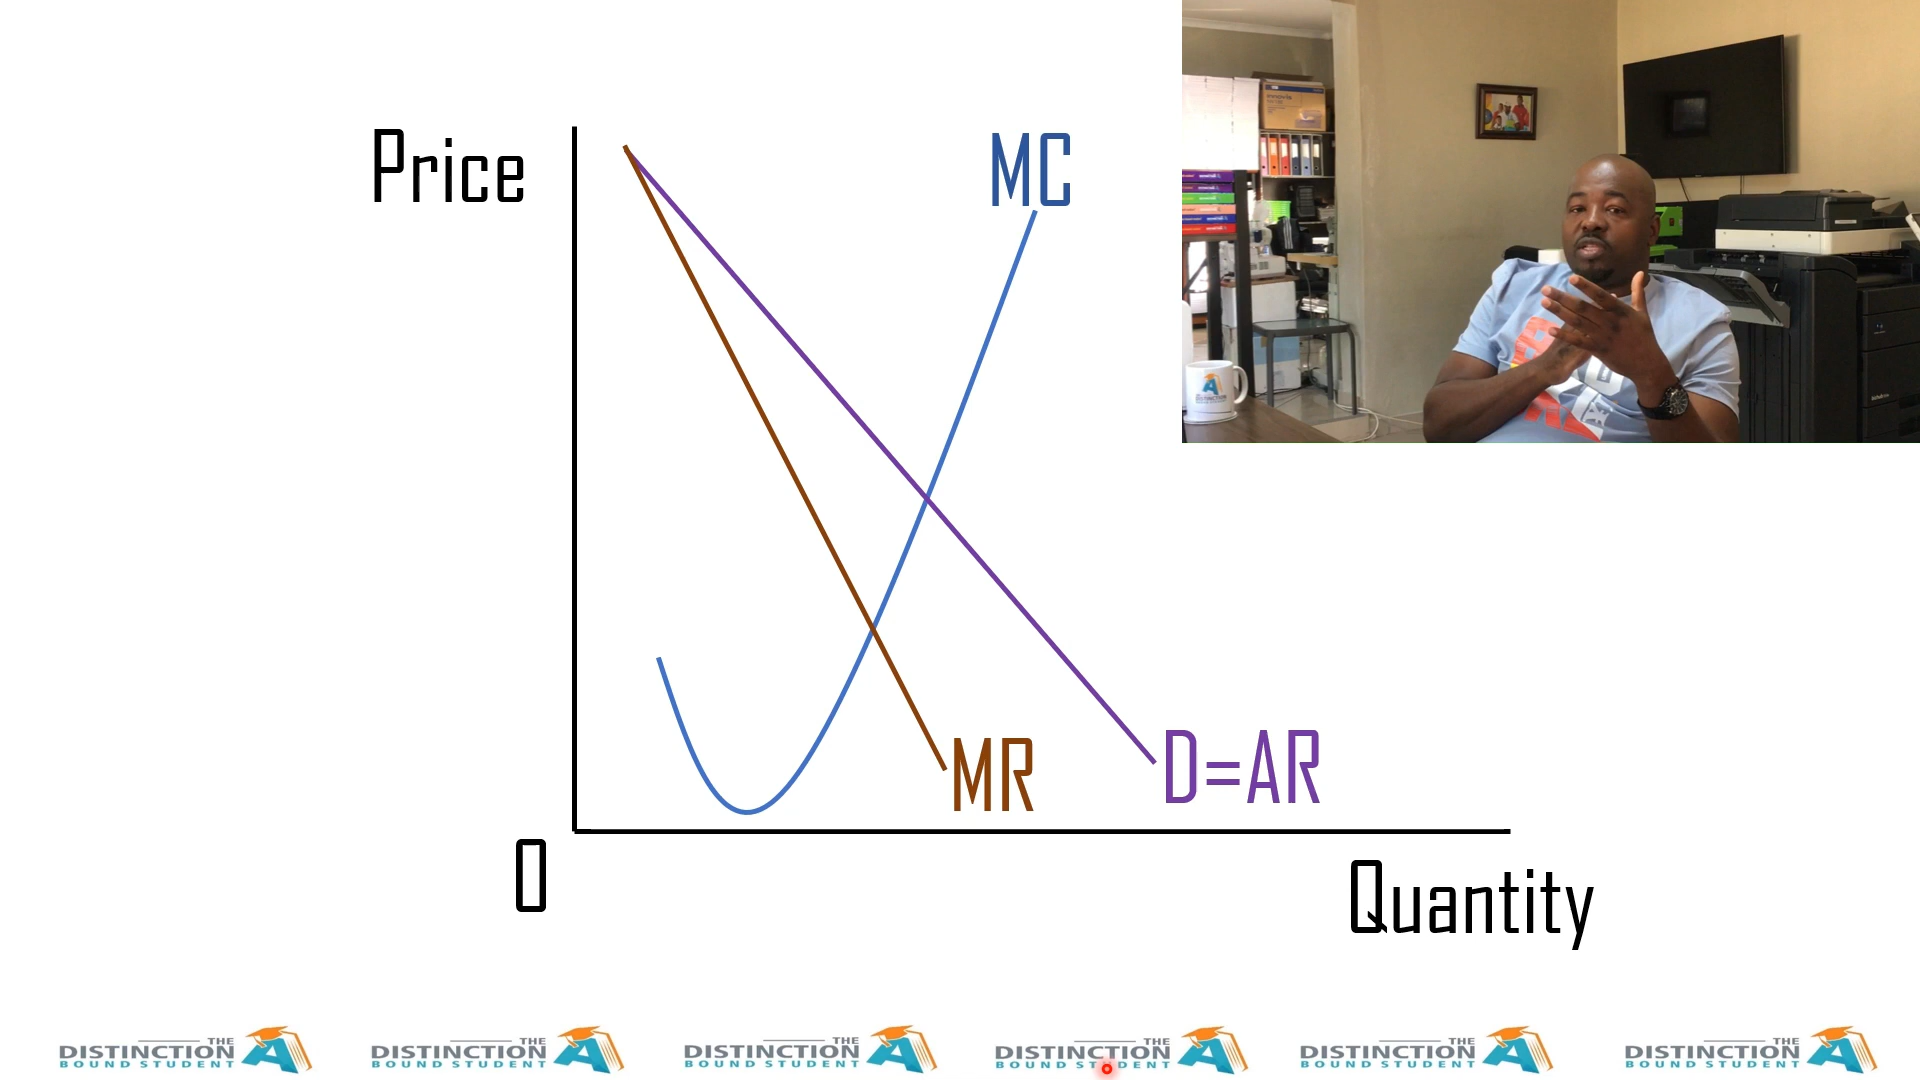 Price
MC
MR
D=AR
0
Quantity
THE
DISTINCTION
BOUND STUDENT
THE
DISTINCTION
BOUND STUDENT
THE
DISTINCTION
BOUND STUDENT
THE
DISTINCTION
BOUND STUDENT
THE
DISTINCTION
BOUND STUDENT
THE
DISTINCTION
BOUND STUDENT